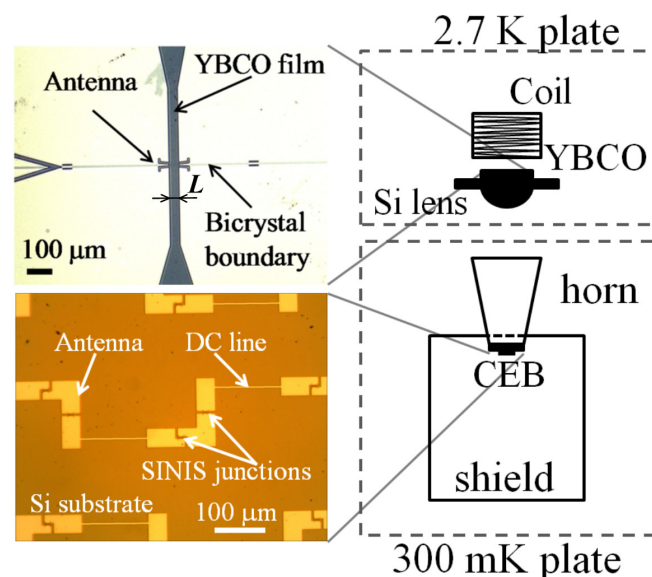 2.7 K plate
YBCO film
Antenna
L
Bicrystal
boundary
100 μm
Coil
YBCO
Si lens
Antenna
DC line
SINIS junctions
Si substrate
100 μm
horn
CEB
shield
300 mK plate